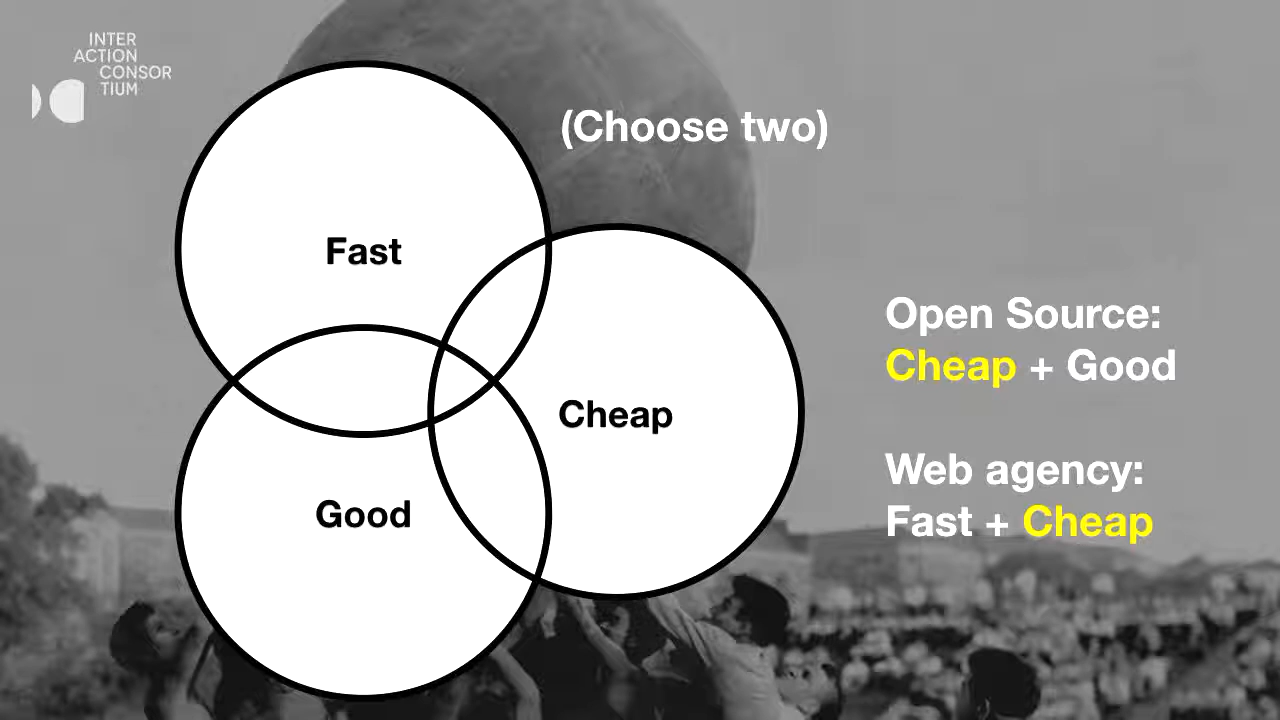 INTER
ACTION
CONSOR
TIUM
(Choose two)
Fast
Cheap
Good
Open Source:
Cheap + Good
Web agency:
Fast + Cheap